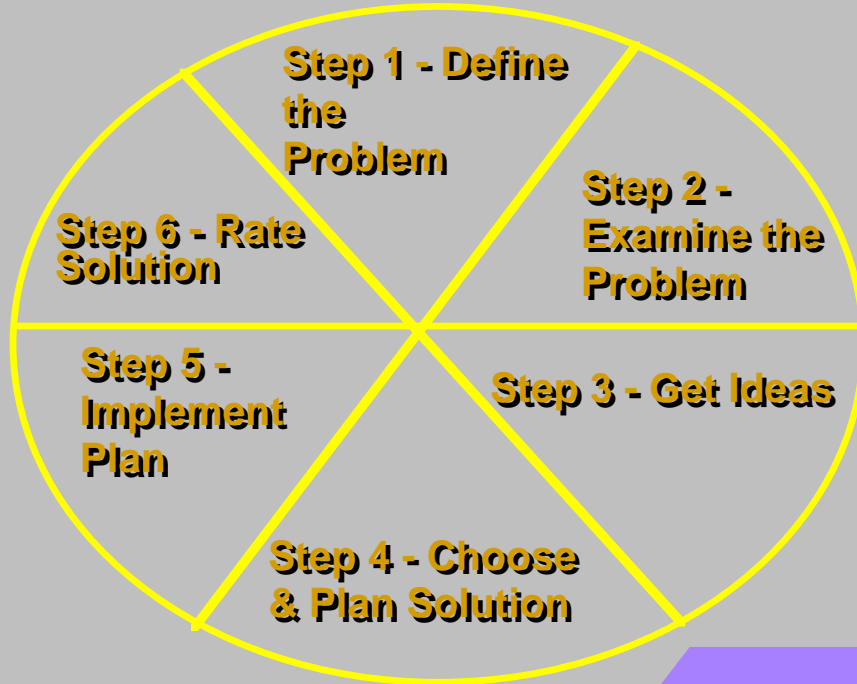 Step 1 - Define
the
Problem
Step 2 -
Examine the
Problem
Step 3 - Get Ideas
Step 4 - Choose
& Plan Solution
Step 5 -
Implement
Plan
Step 6 - Rate
Solution